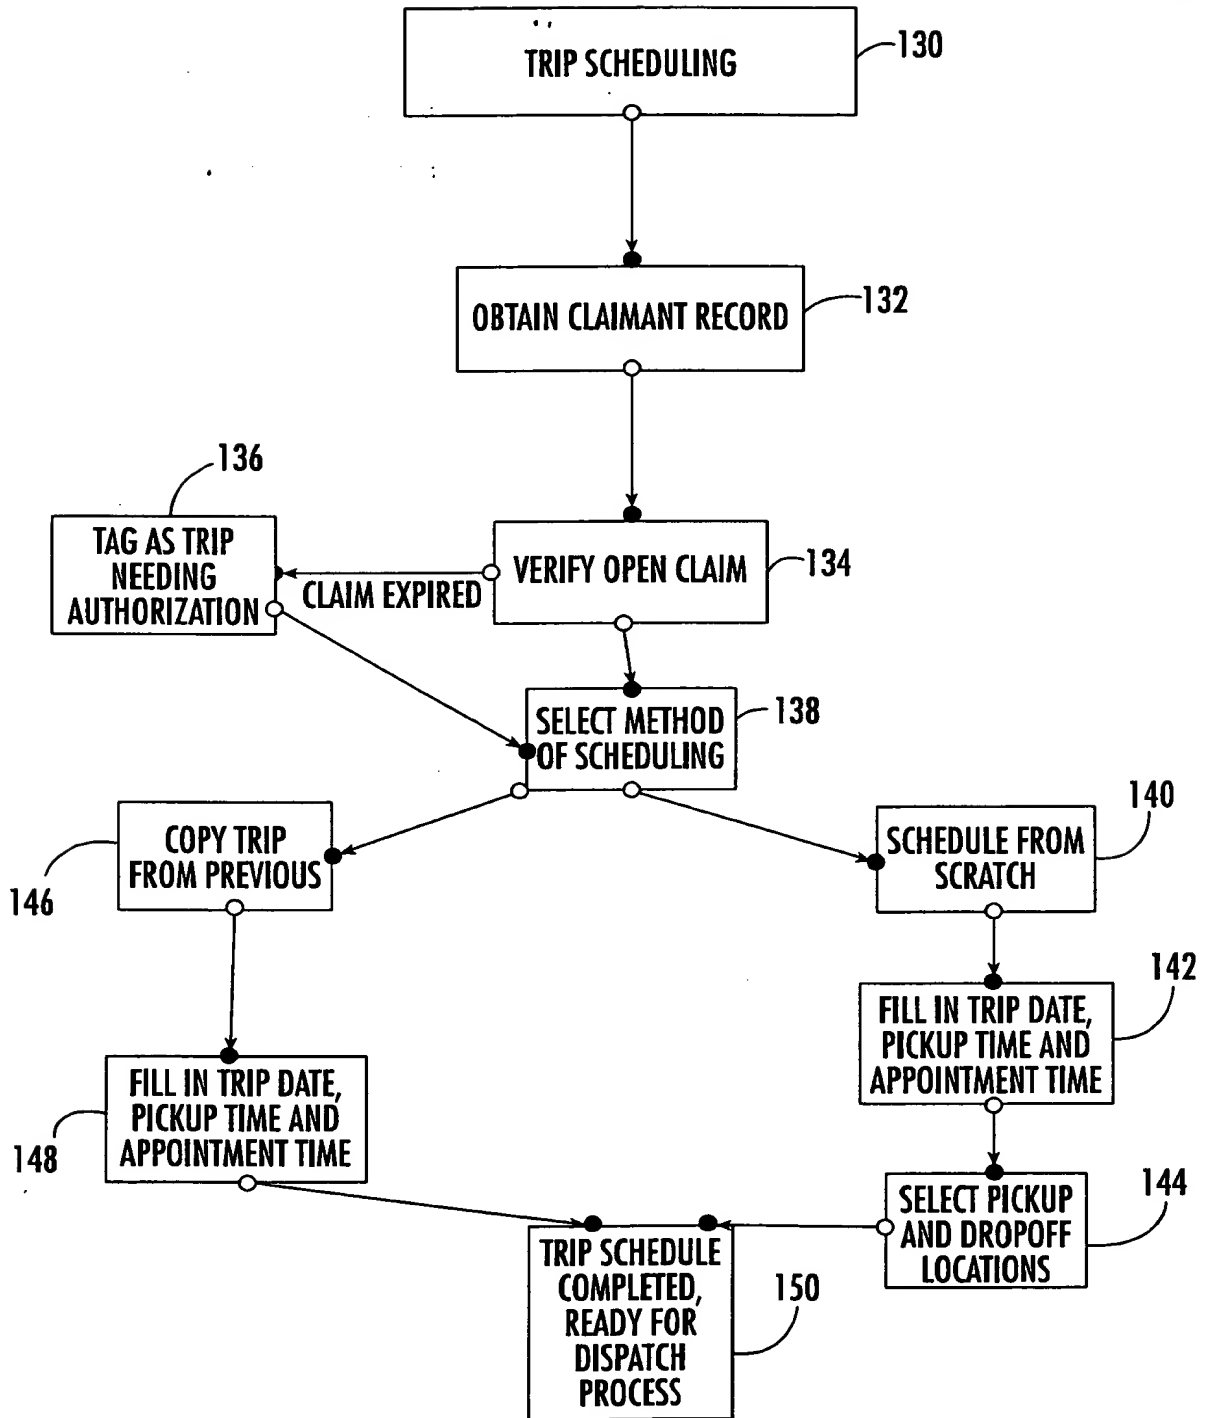 TRIP SCHEDULING
130
OBTAIN CLAIMANT RECORD
132
136
TAG AS TRIP
NEEDING
AUTHORIZATION
CLAIM EXPIRED
VERIFY OPEN CLAIM
134
SELECT METHOD
OF SCHEDULING
138
COPY TRIP
FROM PREVIOUS
146
140
SCHEDULE FROM
SCRATCH
142
FILL IN TRIP DATE,
PICKUP TIME AND
APPOINTMENT TIME
FILL IN TRIP DATE,
PICKUP TIME AND
APPOINTMENT TIME
148
SELECT PICKUP
AND DROPOFF
LOCATIONS
144
TRIP SCHEDULE
COMPLETED,
READY FOR
DISPATCH
PROCESS
150